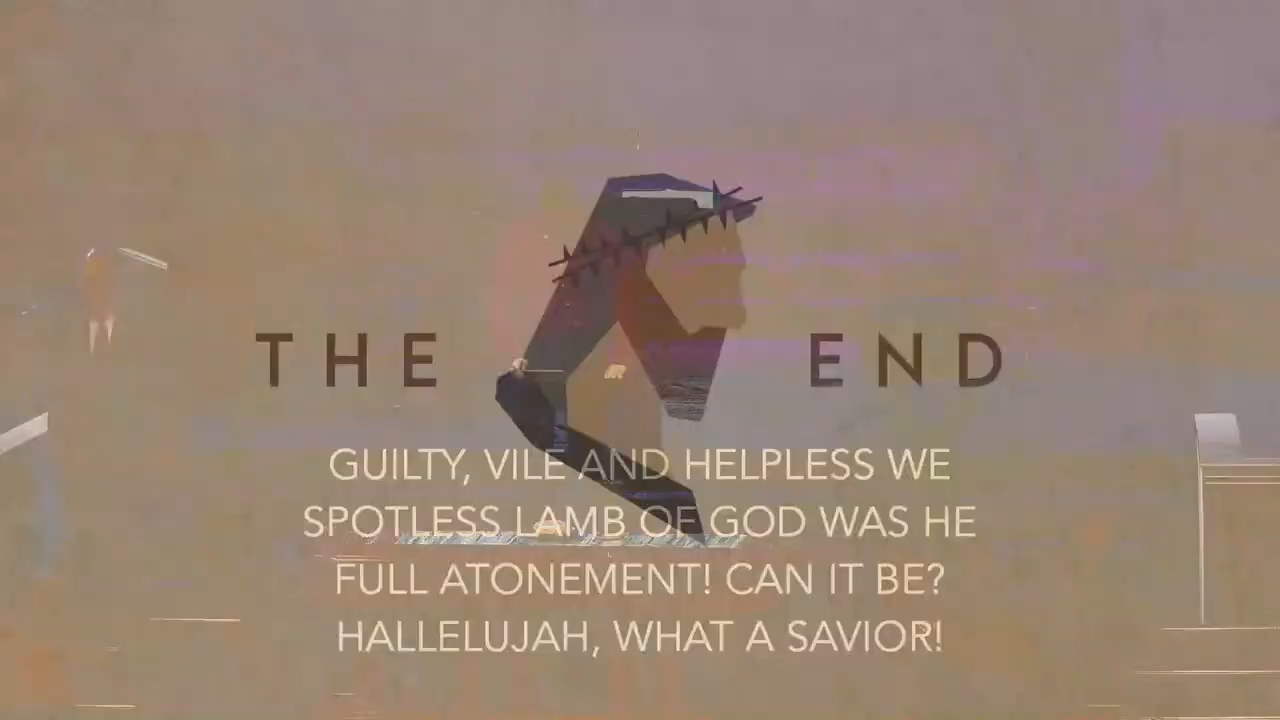 THE END
GUILTY, VILE AND HELPLESS WE
SPOTLESS LAMB OF GOD WAS HE
FULL ATONEMENT! CAN IT BE?
HALLELUJAH, WHAT A SAVIOR!